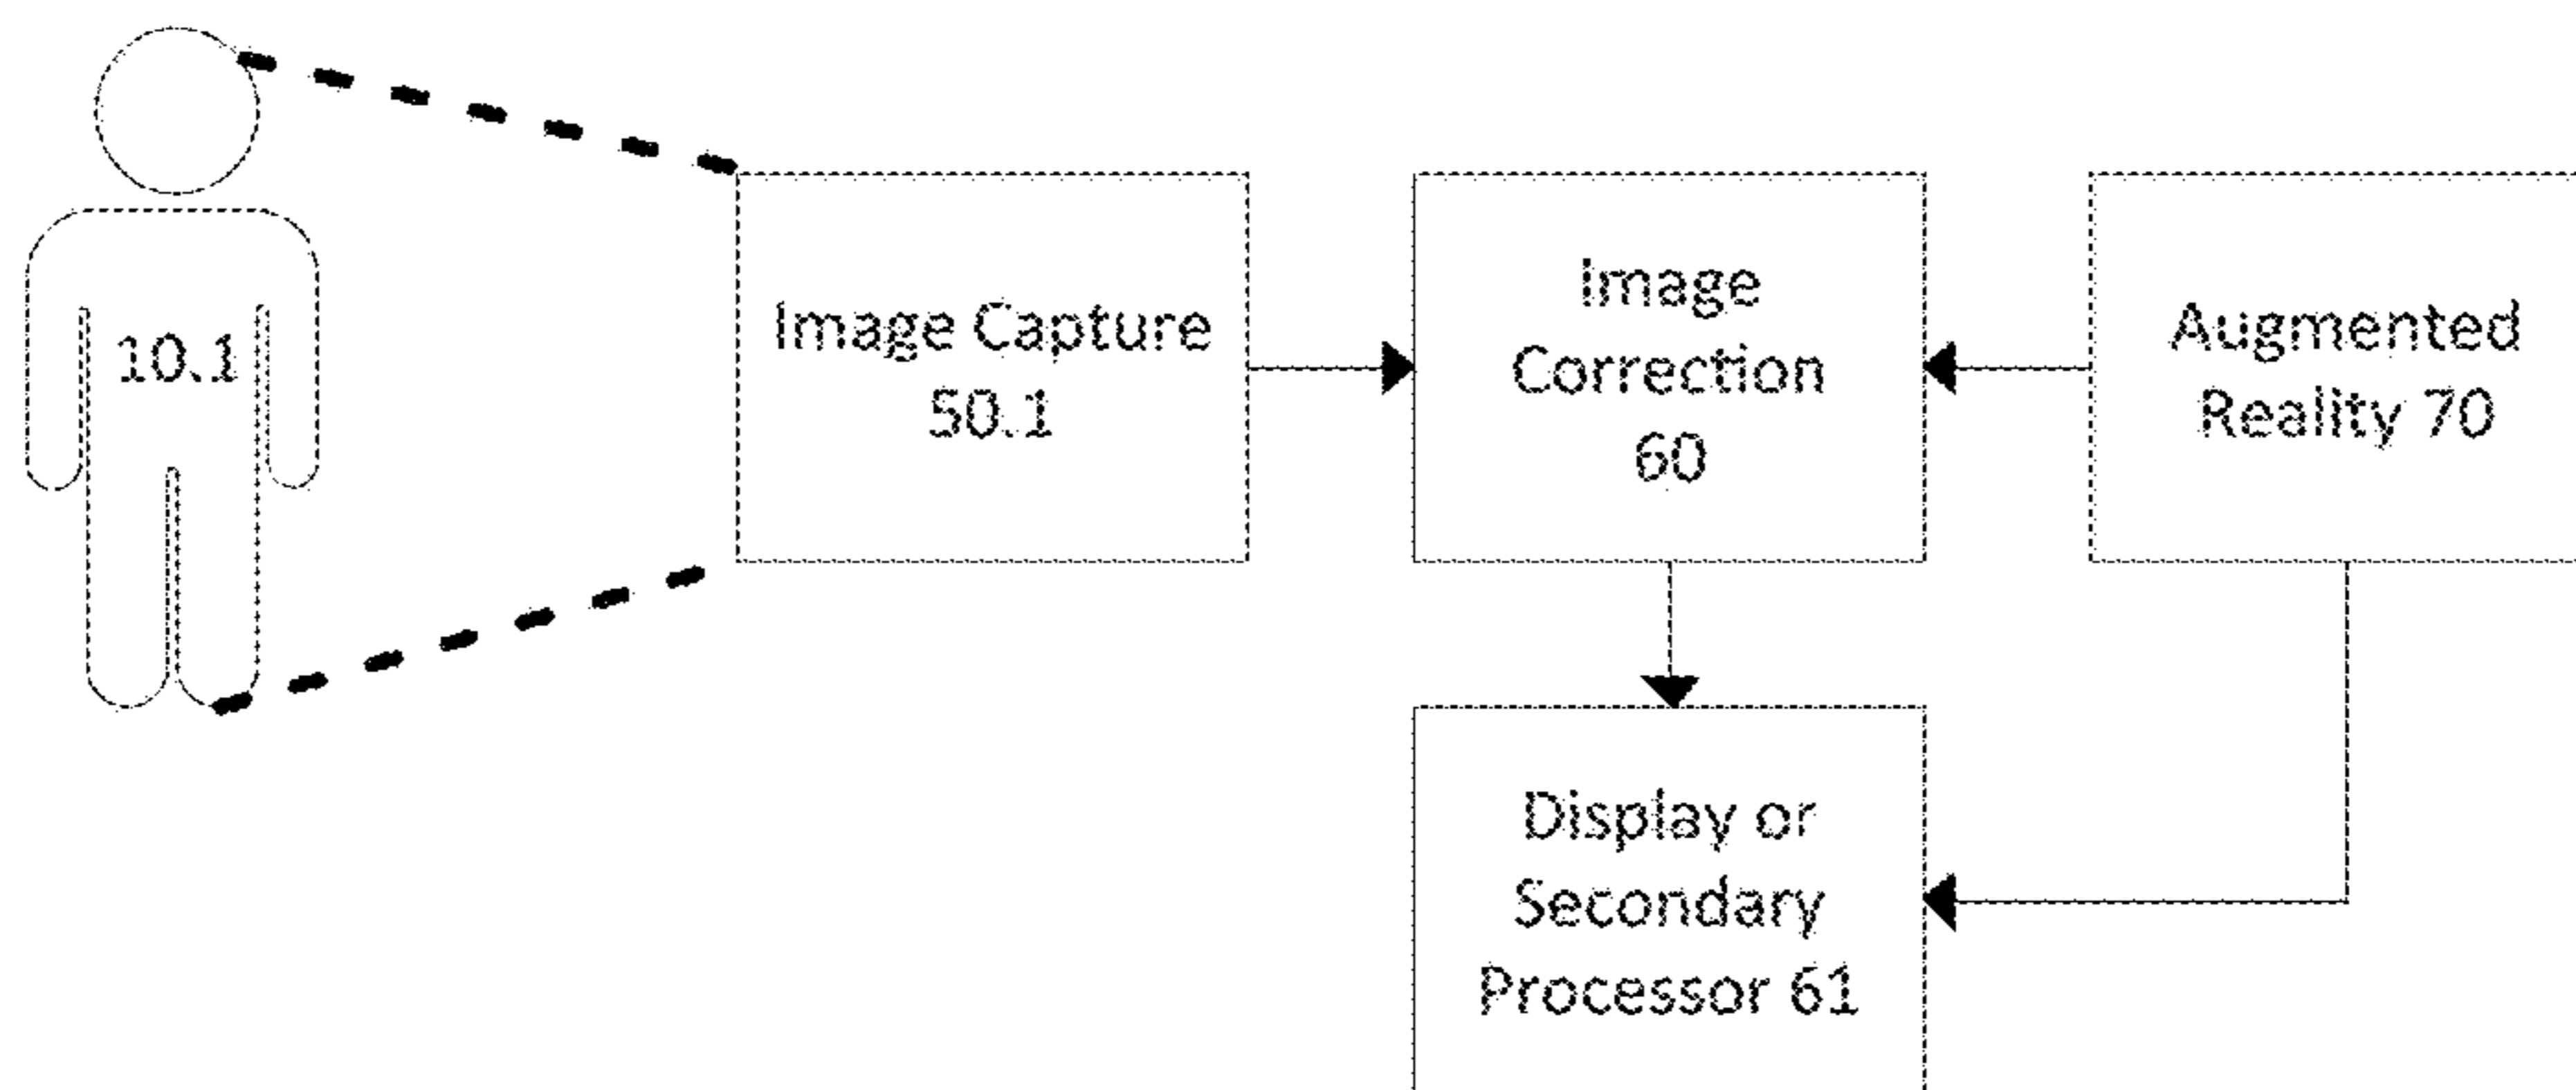 10.1
Image Capture
50.1
Image
Correction
60
Augmented
Reality 70
Display or
Secondary
Processor 61